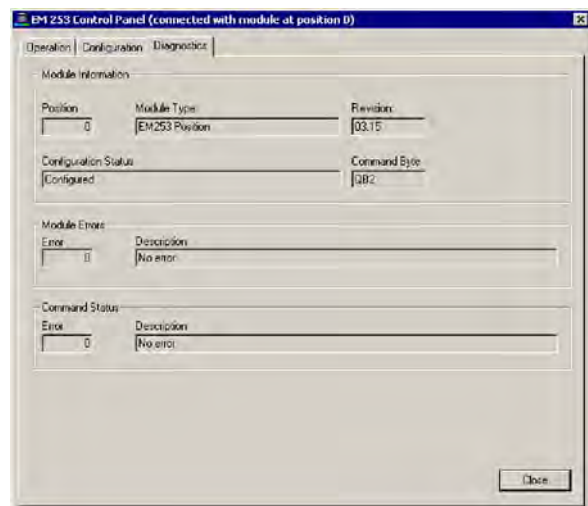 EM 253 Control Panel (connected with module at position 0)
Operation Configuration Diagnostics
Module Information
Position Module Type: Revision:
0 EM253 Position 03.15
Configuration Status Command Byte
Configured QB2
Module Errors
Error Description
0 No error
Command Status
Error Description
0 No error
Close